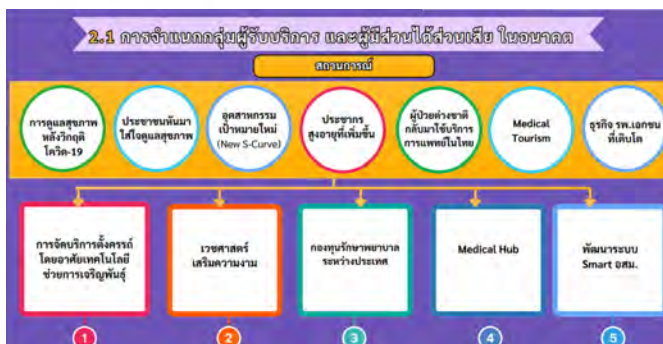 2.1 การจำแนกกลุ่มผู้รับบริการ และผู้มีส่วนได้ส่วนเสีย ในอนาคต
สถานการณ์
การดูแลสุขภาพ
หลังวิกฤติ
โควิด-19
ประชาชนหันมา
ใส่ใจดูแลสุขภาพ
อุตสาหกรรม
เป้าหมายใหม่
(New S-Curve)
ประชากร
สูงอายุที่เพิ่มขึ้น
ผู้ป่วยต่างชาติ
กลับมาใช้บริการ
การแพทย์ในไทย
Medical
Tourism
ธุรกิจ รพ.เอกชน
ที่เติบโต
การจัดบริการตั้งครรภ์
โดยอาศัยเทคโนโลยี
ช่วยการเจริญพันธุ์
เวชศาสตร์
เสริมความงาม
กองทุนรักษาพยาบาล
ระหว่างประเทศ
Medical Hub
พัฒนาระบบ
Smart อสม.
1
2
3
4
5